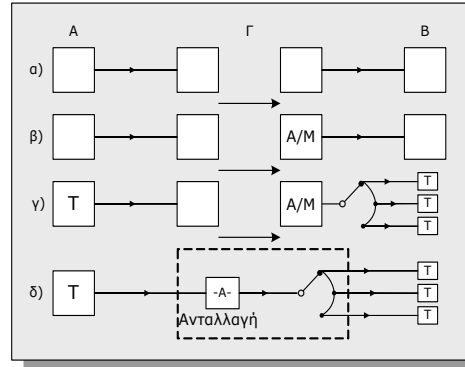 Α Γ Β
α)
β) Α/Μ
γ) Τ Α/Μ Τ
Τ
Τ
δ) Τ -Α- Τ
Τ
Τ
Ανταλλαγή